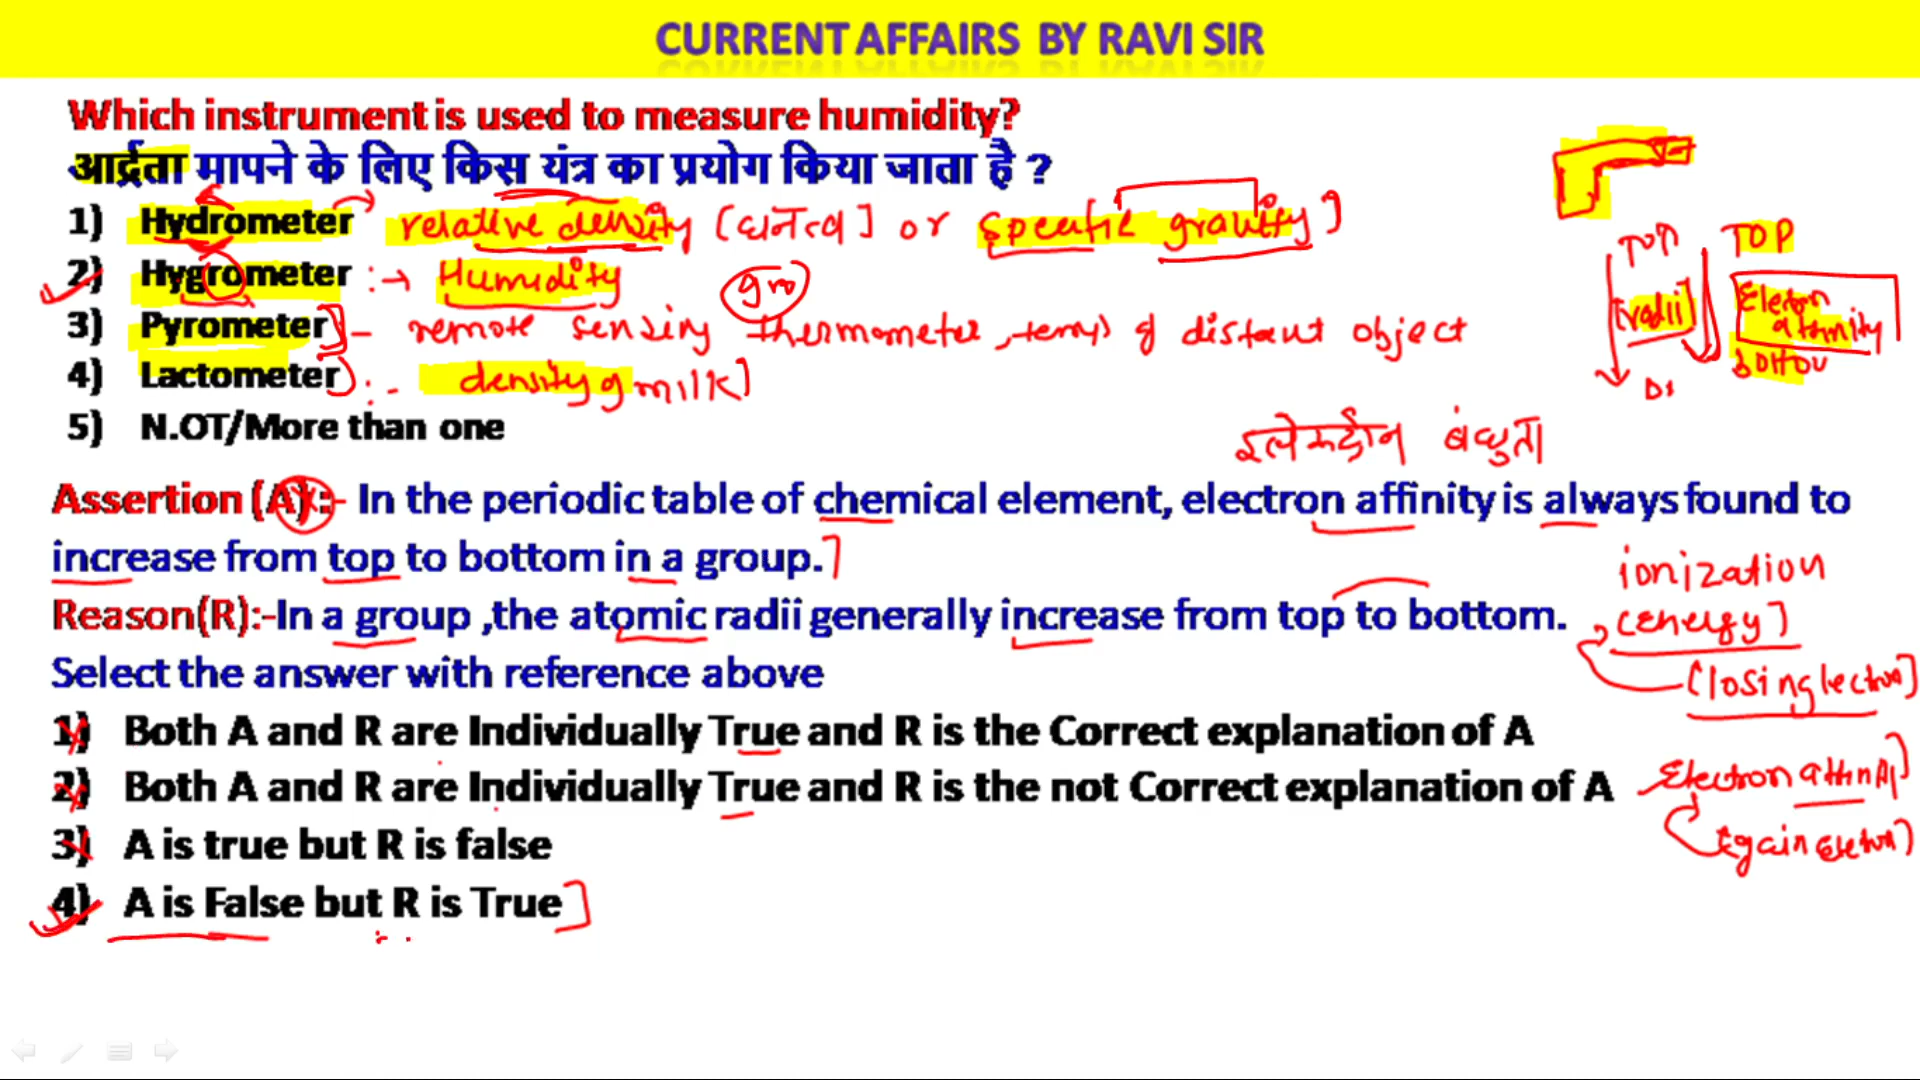 CURRENT AFFAIRS BY RAVI SIR
Which instrument is used to measure humidity?
आर्द्रता मापने के लिए किस यंत्र का प्रयोग किया जाता है ?
1) Hydrometer relative density [घनत्व] or specific gravity]
2) Hygrometer :→ Humidity gro
3) Pyrometer] - remote sensing thermometer, temp of distant object
4) Lactometer) :- density of milk]
5) N.OT/More than one
TOP TOP
[radii] Eletron
affinity
bottou
इलेक्ट्रोन बंधुता
Assertion (A) :- In the periodic table of chemical element, electron affinity is always found to
increase from top to bottom in a group.]
Reason(R):-In a group ,the atomic radii generally increase from top to bottom.
ionization
[energy]
Select the answer with reference above
[losing lectron]
1) Both A and R are Individually True and R is the Correct explanation of A
2) Both A and R are Individually True and R is the not Correct explanation of A
Electron
3) A is true but R is false
[gain eletron]
4) A is False but R is True]